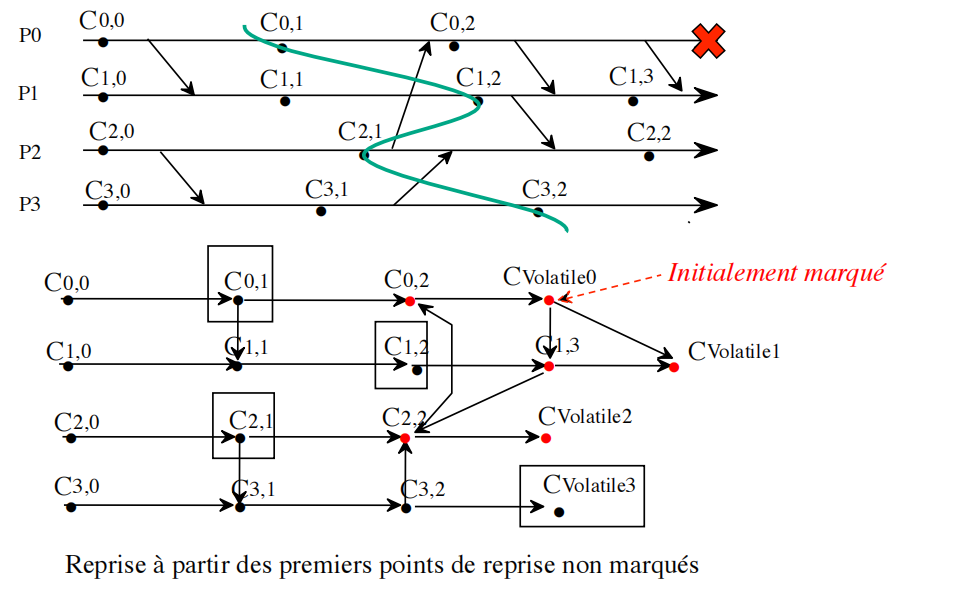 P0 C0,0 C0,1 C0,2
P1 C1,0 C1,1 C1,2 C1,3
P2 C2,0 C2,1 C2,2
P3 C3,0 C3,1 C3,2
C0,0 C0,1 C0,2 CVolatile0 Initialement marqué
C1,0 C1,1 C1,2 C1,3 CVolatile1
C2,0 C2,1 C2,2 CVolatile2
C3,0 C3,1 C3,2 CVolatile3
Reprise à partir des premiers points de reprise non marqués